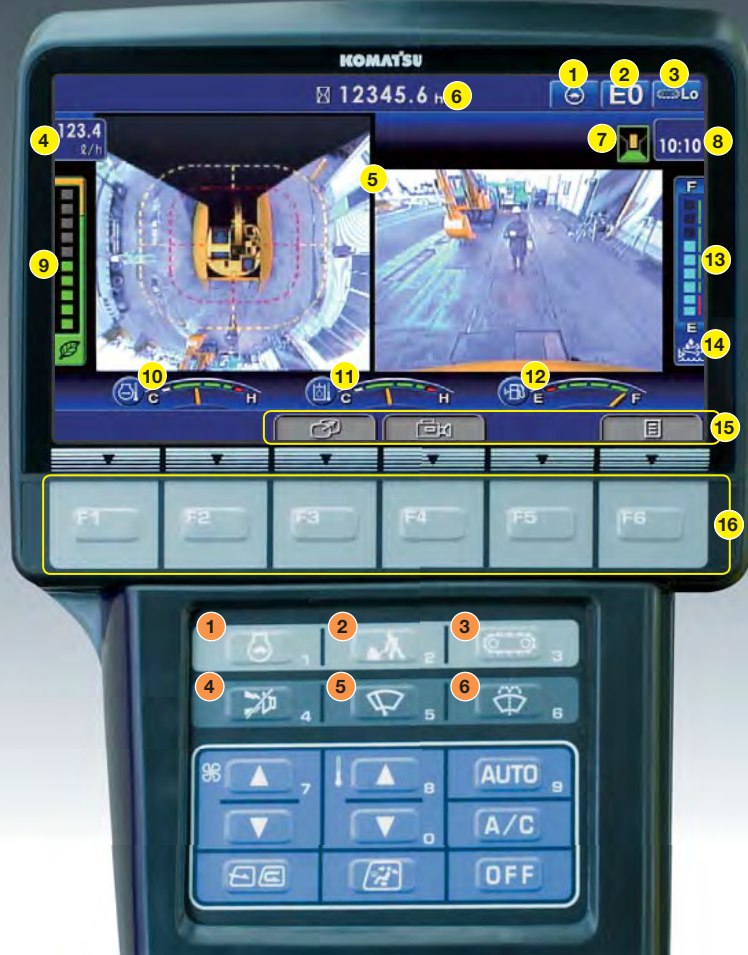 KOMATSU
1 2 3
12345.6 h 6 E0 Lo
4 7 8
123.4 10:10
ℓ/h
5
F
9 13
E
14
10 11 12
C H C H E F
15
F1 F2 F3 F4 F5 F6
16
1 2 3
1 2 3
4 5 6
4 5 6
7 8 AUTO 9
0 A/C
OFF